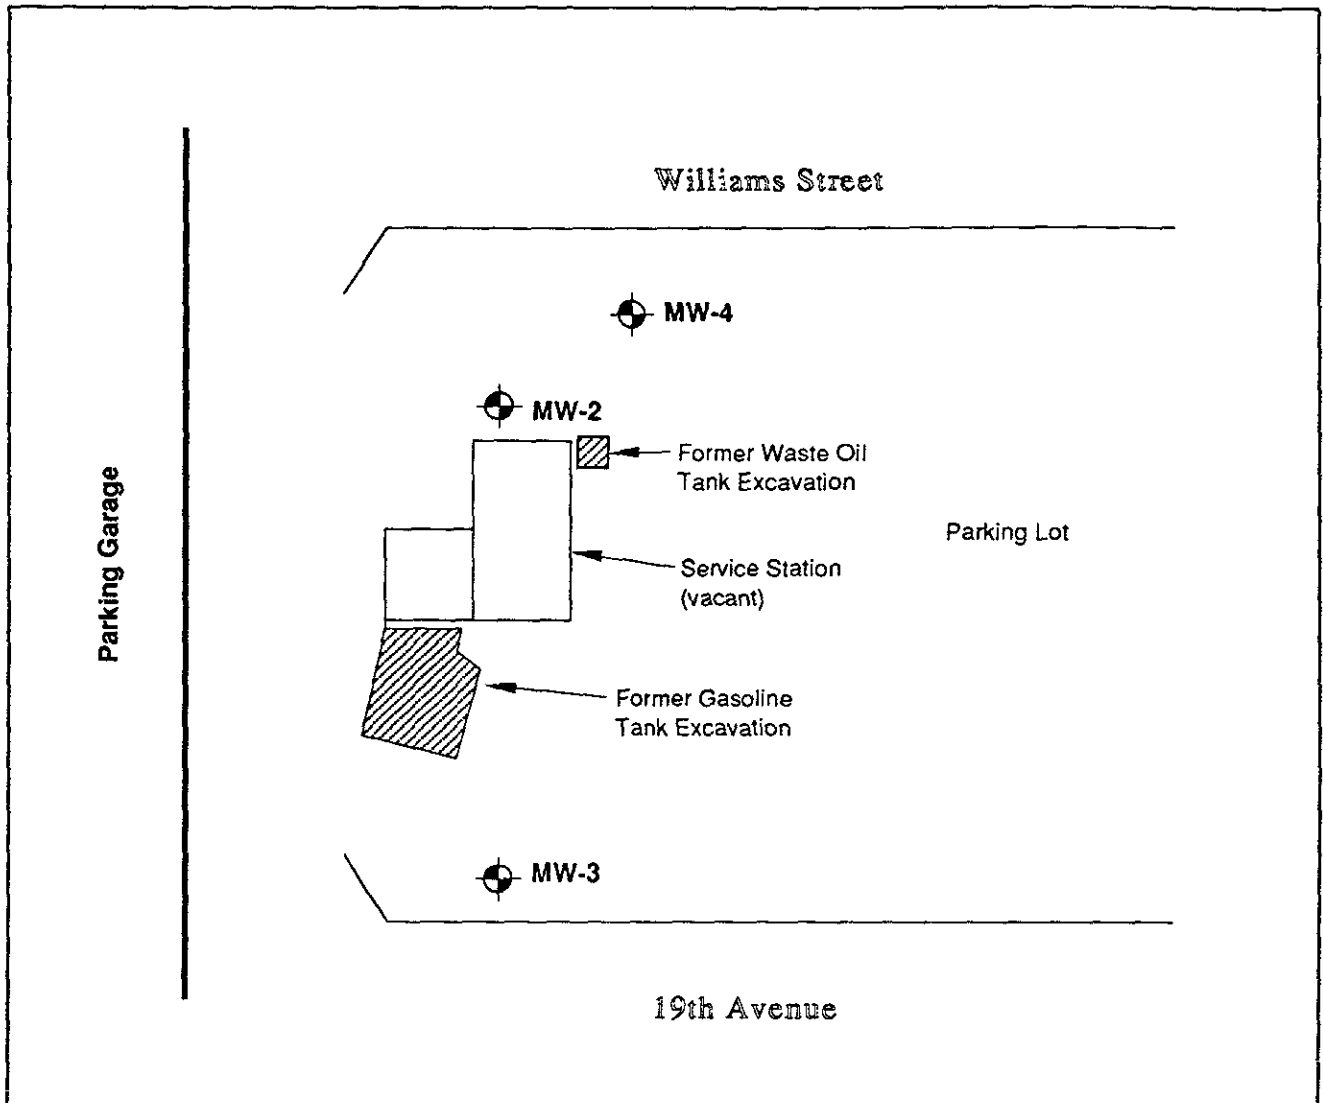 Williams Street
MW-4
MW-2
Former Waste Oil
Tank Excavation
Parking Garage
Parking Lot
Service Station
(vacant)
Former Gasoline
Tank Excavation
MW-3
19th Avenue